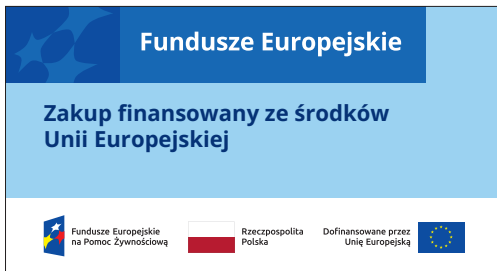 Fundusze Europejskie
Zakup finansowany ze środków
Unii Europejskiej
Fundusze Europejskie
na Pomoc Żywnościową
Rzeczpospolita
Polska
Dofinansowane przez
Unię Europejską